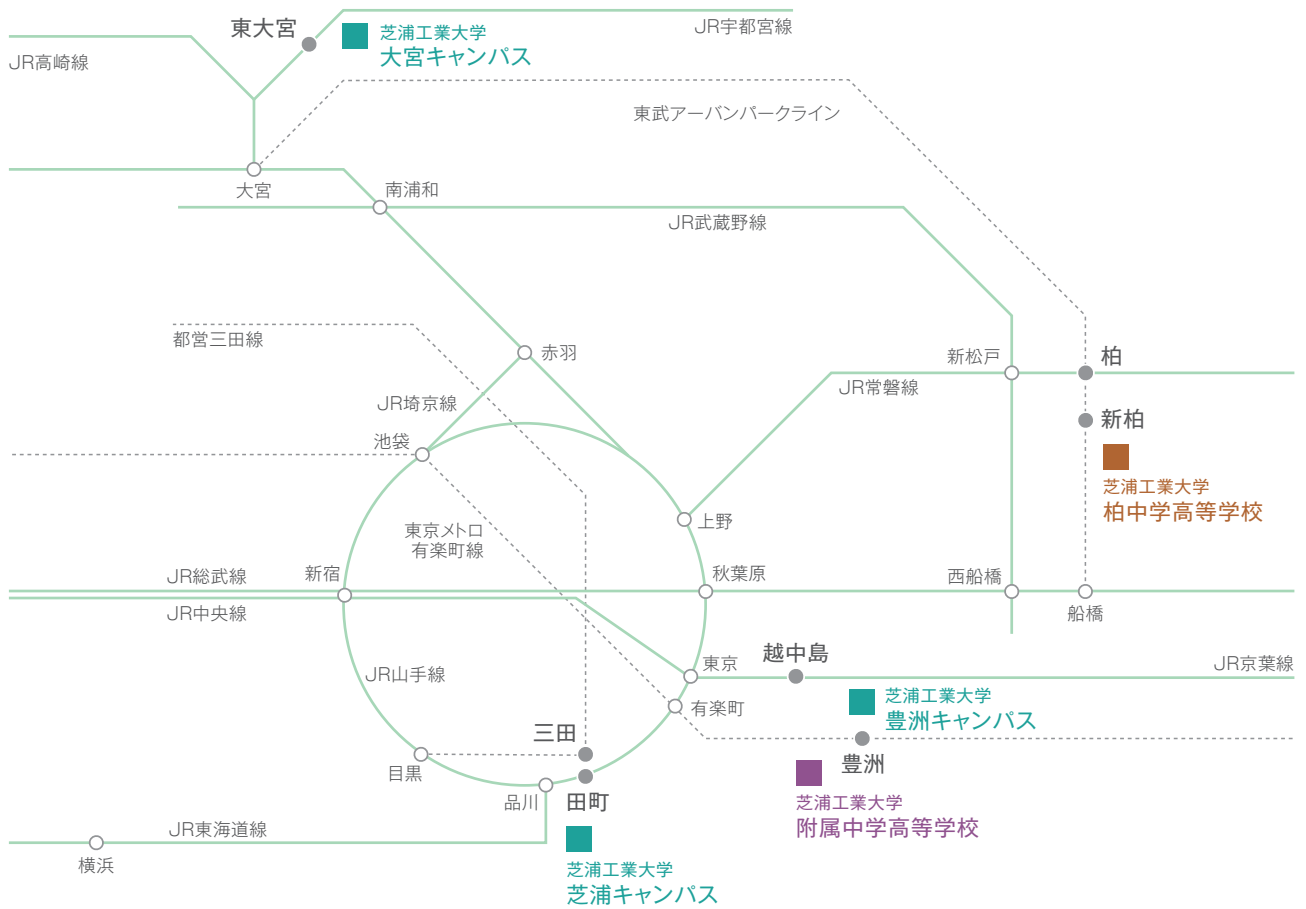 東大宮
芝浦工業大学
大宮キャンパス
JR宇都宮線
JR高崎線
東武アーバンパークライン
大宮
南浦和
JR武蔵野線
都営三田線
赤羽
新松戸
柏
JR常磐線
JR埼京線
新柏
池袋
芝浦工業大学
柏中学高等学校
上野
東京メトロ
有楽町線
新宿
秋葉原
西船橋
JR総武線
JR中央線
船橋
越中島
東京
JR京葉線
JR山手線
芝浦工業大学
豊洲キャンパス
有楽町
三田
豊洲
目黒
品川
田町
芝浦工業大学
附属中学高等学校
JR東海道線
横浜
芝浦工業大学
芝浦キャンパス